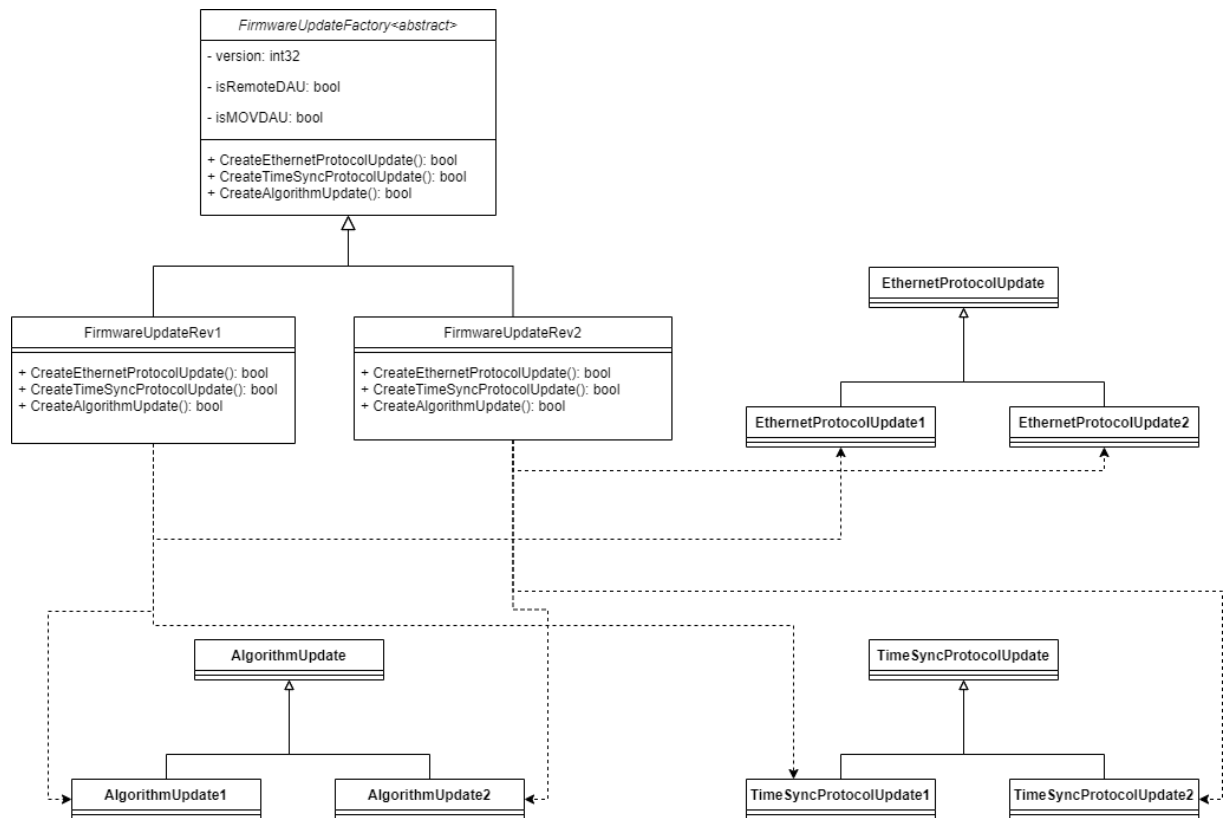 FirmwareUpdateFactory<abstract>
- version: int32
- isRemoteDAU: bool
- isMOVDAU: bool
+ CreateEthernetProtocolUpdate(): bool
+ CreateTimeSyncProtocolUpdate(): bool
+ CreateAlgorithmUpdate(): bool
EthernetProtocolUpdate
FirmwareUpdateRev1
+ CreateEthernetProtocolUpdate(): bool
+ CreateTimeSyncProtocolUpdate(): bool
+ CreateAlgorithmUpdate(): bool
FirmwareUpdateRev2
+ CreateEthernetProtocolUpdate(): bool
+ CreateTimeSyncProtocolUpdate(): bool
+ CreateAlgorithmUpdate(): bool
EthernetProtocolUpdate1
EthernetProtocolUpdate2
AlgorithmUpdate
TimeSyncProtocolUpdate
AlgorithmUpdate1
AlgorithmUpdate2
TimeSyncProtocolUpdate1
TimeSyncProtocolUpdate2